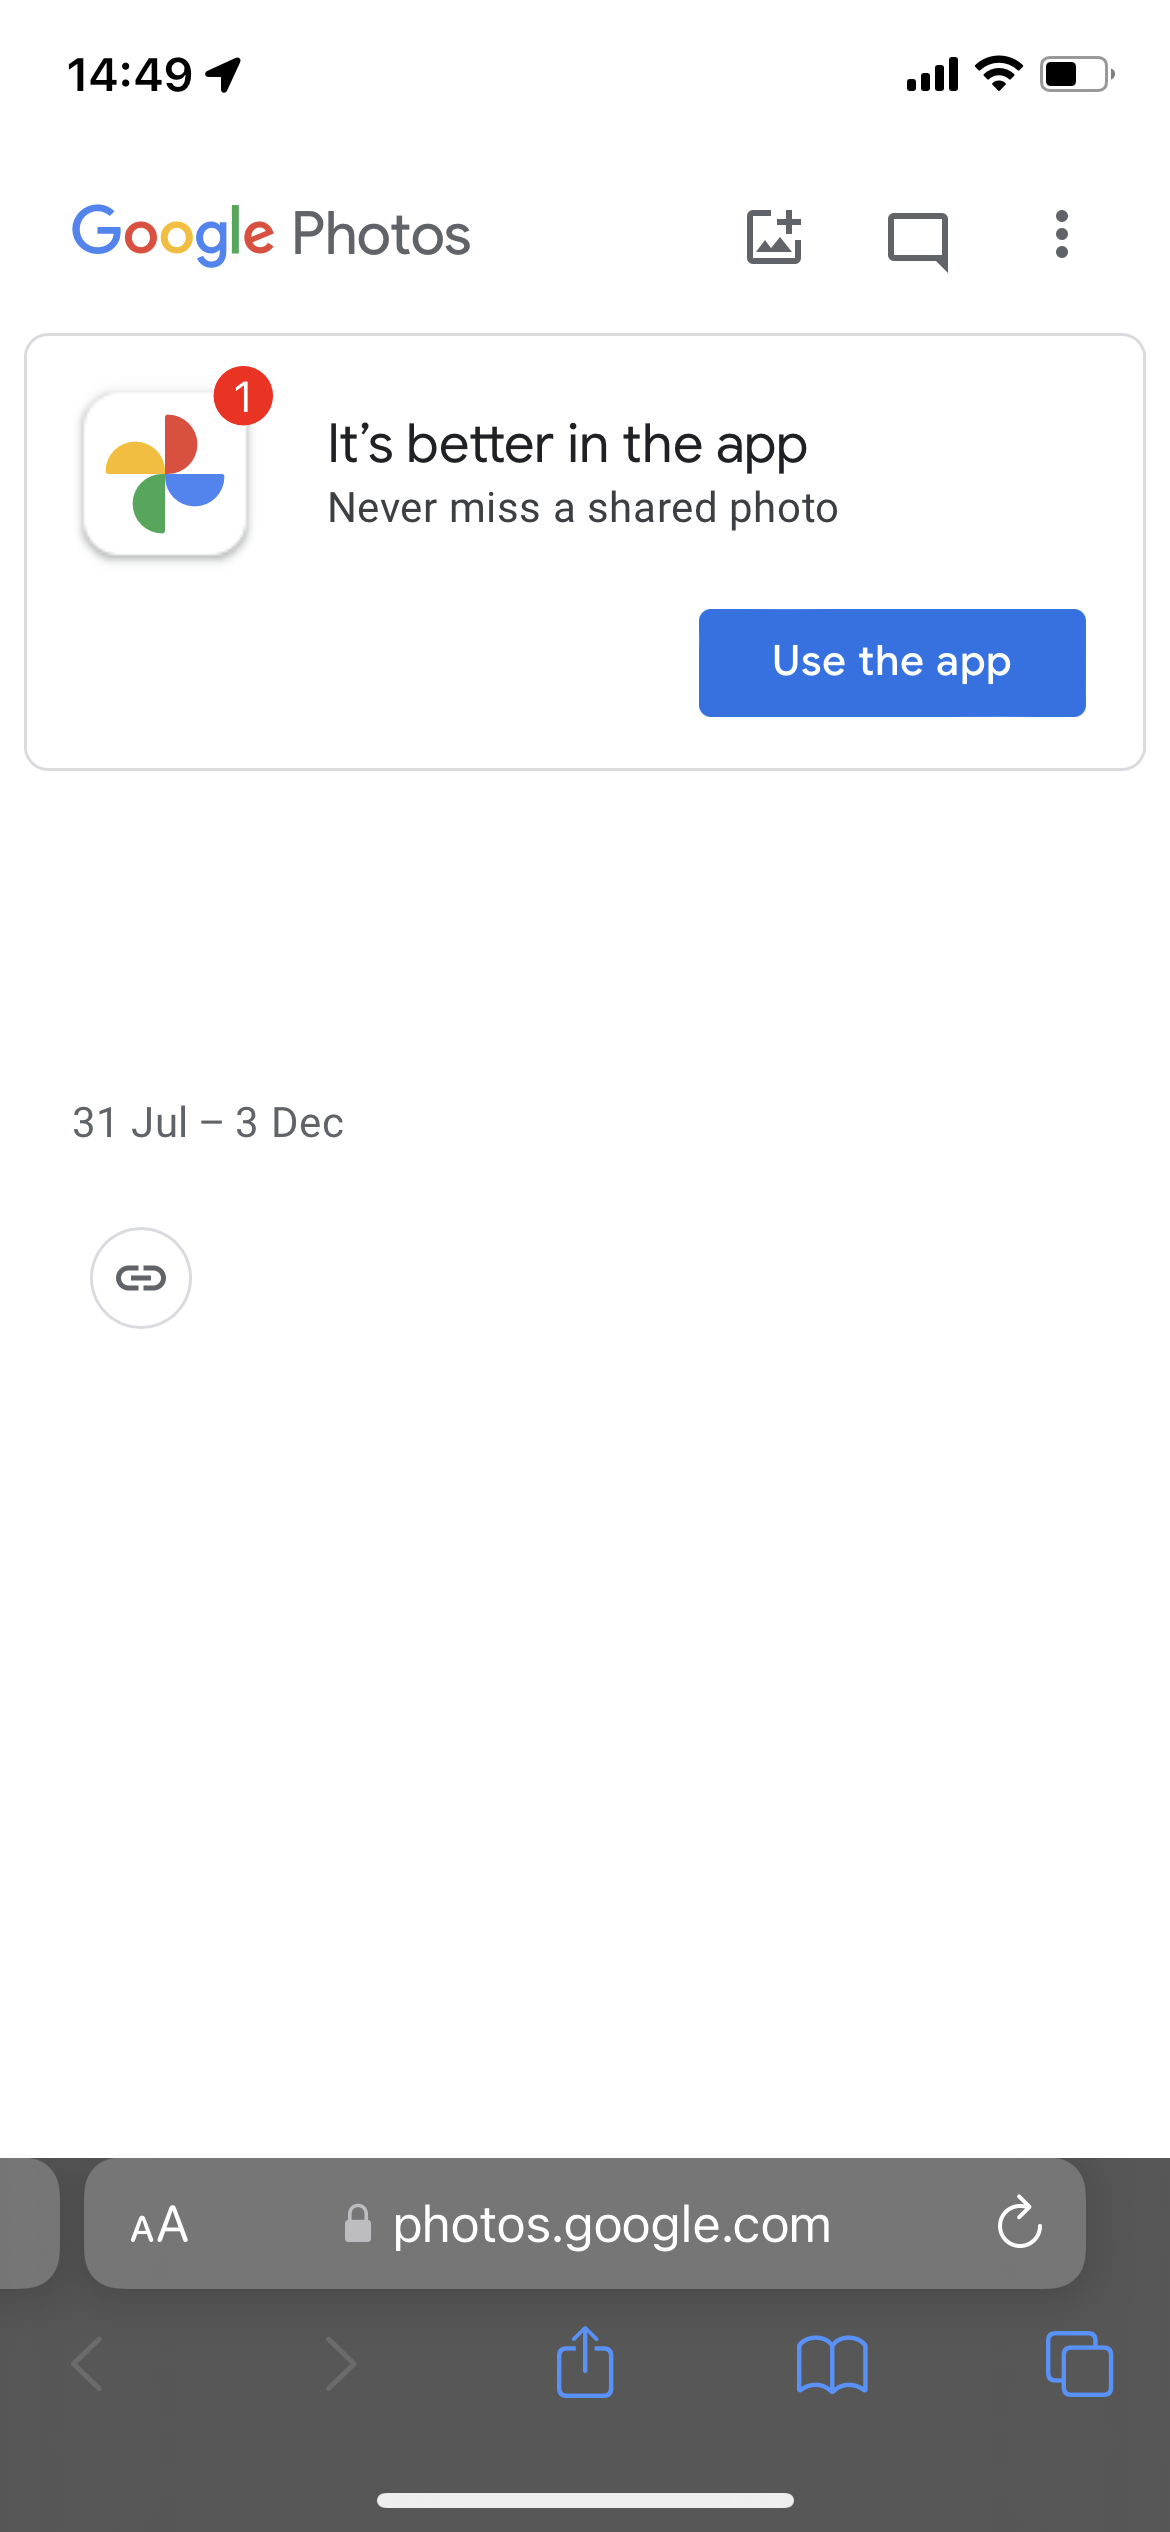 14:49
Google Photos
1
It’s better in the app
Never miss a shared photo
Use the app
31 Jul – 3 Dec
AA photos.google.com